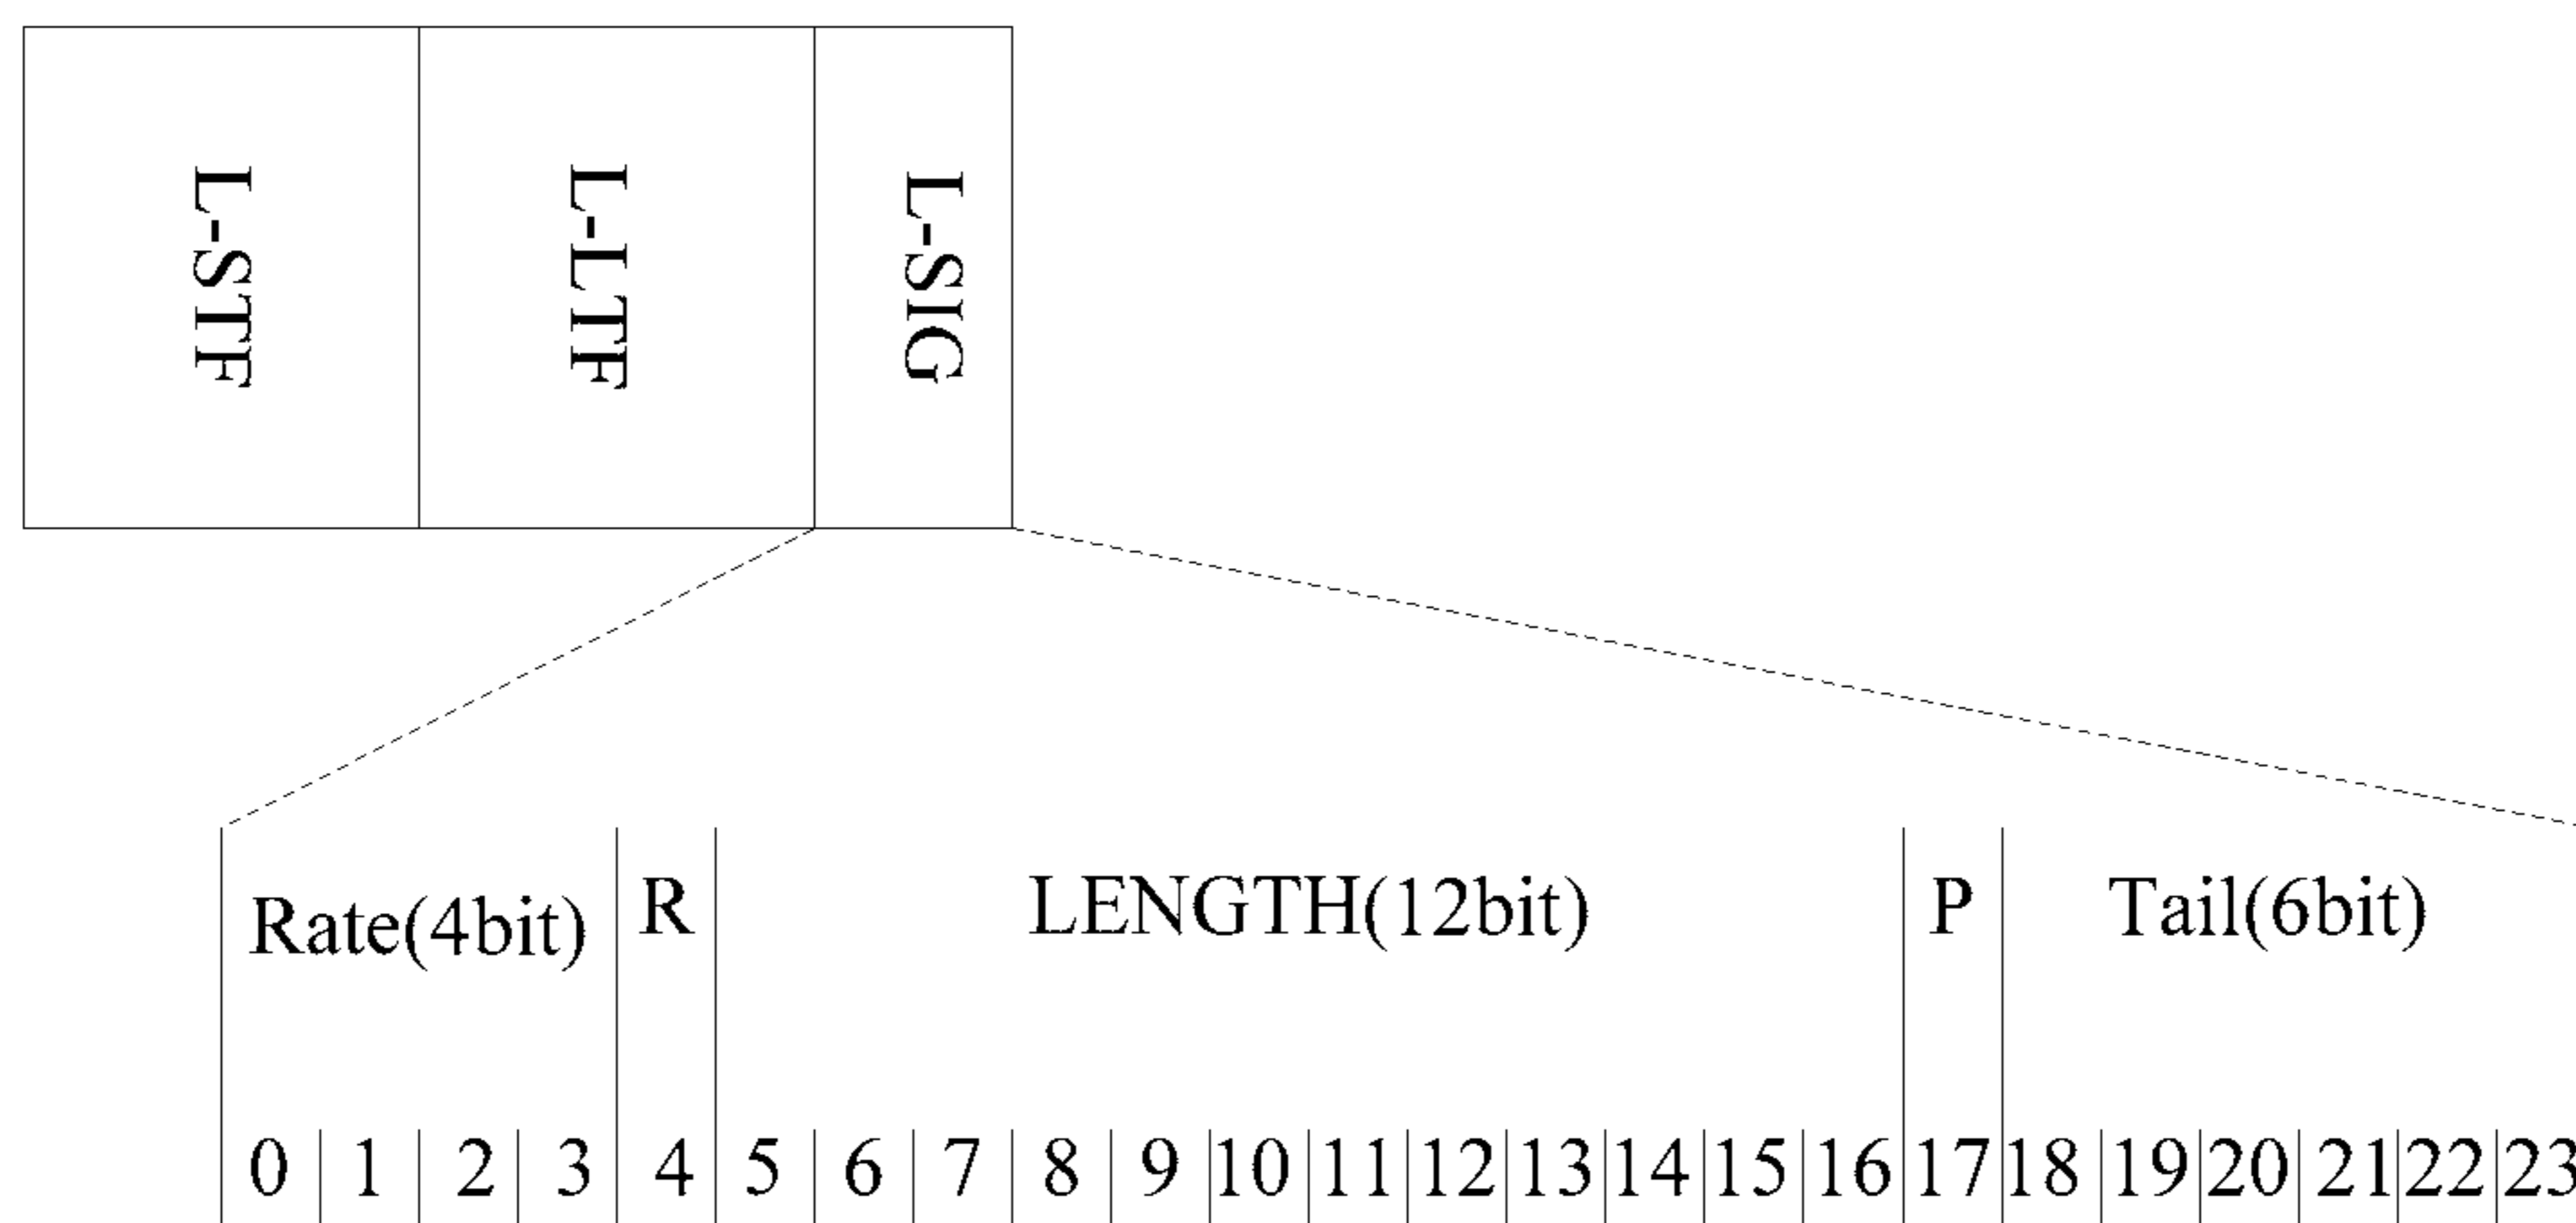 L-STF L-LTF L-SIG
Rate(4bit) R LENGTH(12bit) P Tail(6bit)
0 1 2 3 4 5 6 7 8 9 10 11 12 13 14 15 16 17 18 19 20 21 22 23